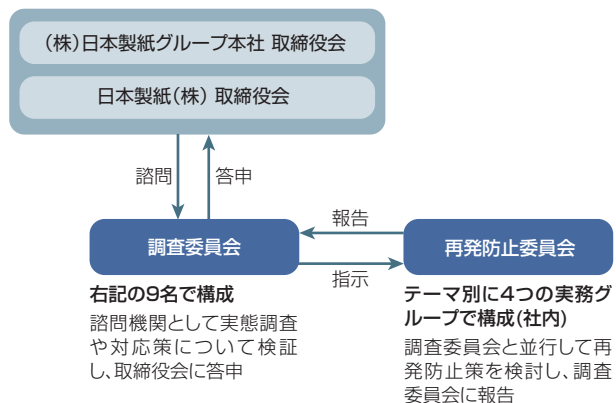 (株)日本製紙グループ本社 取締役会
日本製紙(株) 取締役会
諮問
答申
調査委員会
報告
指示
再発防止委員会
右記の9名で構成
諮問機関として実態調査
や対応策について検証
し、取締役会に答申
テーマ別に4つの実務グ
ループで構成(社内)
調査委員会と並行して再
発防止策を検討し、調査
委員会に報告